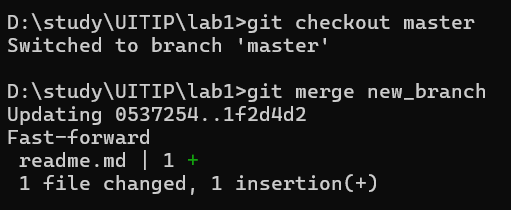 D:\study\UITIP\lab1>git checkout master
Switched to branch 'master'
D:\study\UITIP\lab1>git merge new_branch
Updating 0537254..1f2d4d2
Fast-forward
readme.md | 1 +
1 file changed, 1 insertion(+)